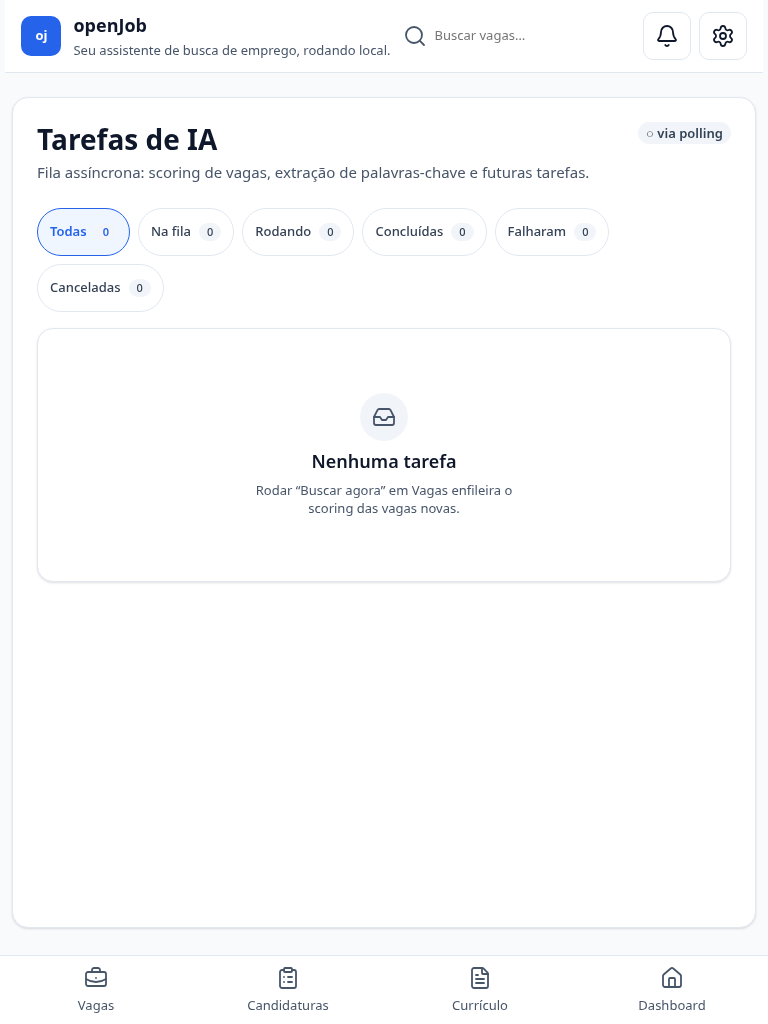 oj
openJob
Seu assistente de busca de emprego, rodando local.
Buscar vagas...
Tarefas de IA
○ via polling
Fila assíncrona: scoring de vagas, extração de palavras-chave e futuras tarefas.
Todas 0
Na fila 0
Rodando 0
Concluídas 0
Falharam 0
Canceladas 0
Nenhuma tarefa
Rodar “Buscar agora” em Vagas enfileira o
scoring das vagas novas.
Vagas
Candidaturas
Currículo
Dashboard